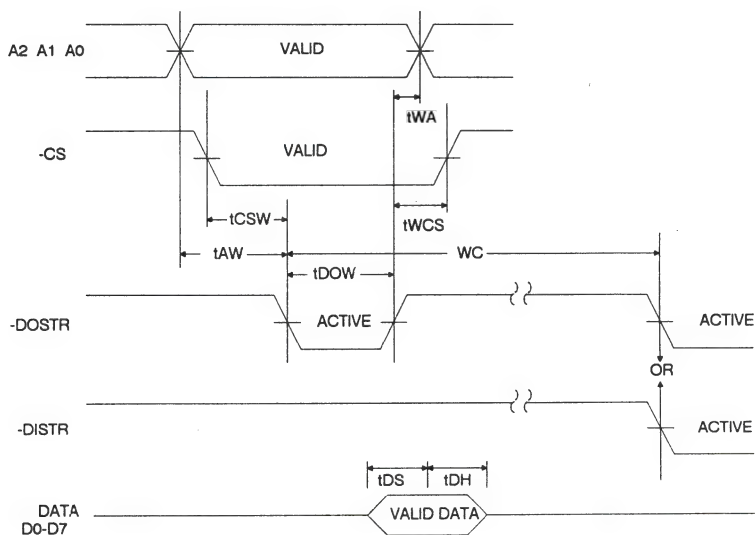 A2 A1 A0
VALID
tWA
-CS
VALID
tCSW
tWCS
tAW
WC
tDOW
-DOSTR
ACTIVE
ACTIVE
OR
-DISTR
ACTIVE
tDS
tDH
DATA
D0-D7
VALID DATA